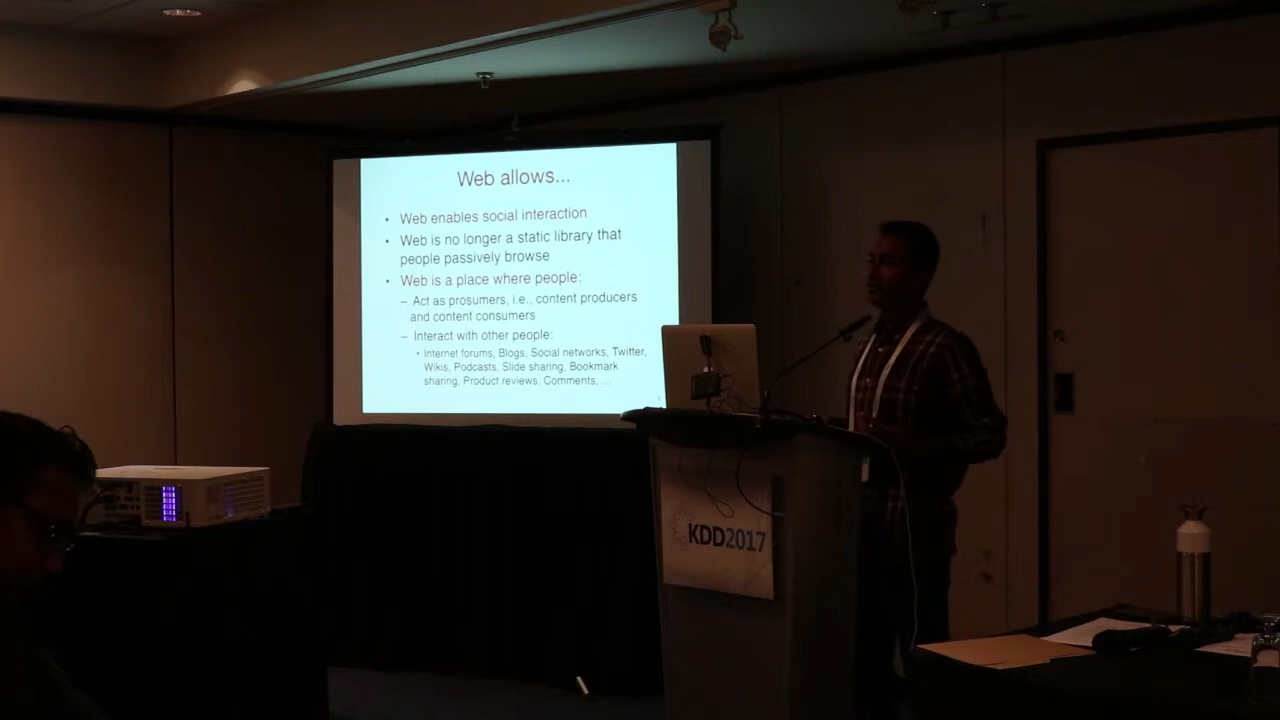 Web allows...
• Web enables social interaction
• Web is no longer a static library that
people passively browse
• Web is a place where people:
– Act as prosumers, i.e., content producers
and content consumers
– Interact with other people:
• Internet forums, Blogs, Social networks, Twitter,
Wikis, Podcasts, Slide sharing, Bookmark
sharing, Product reviews, Comments, ...
KDD2017